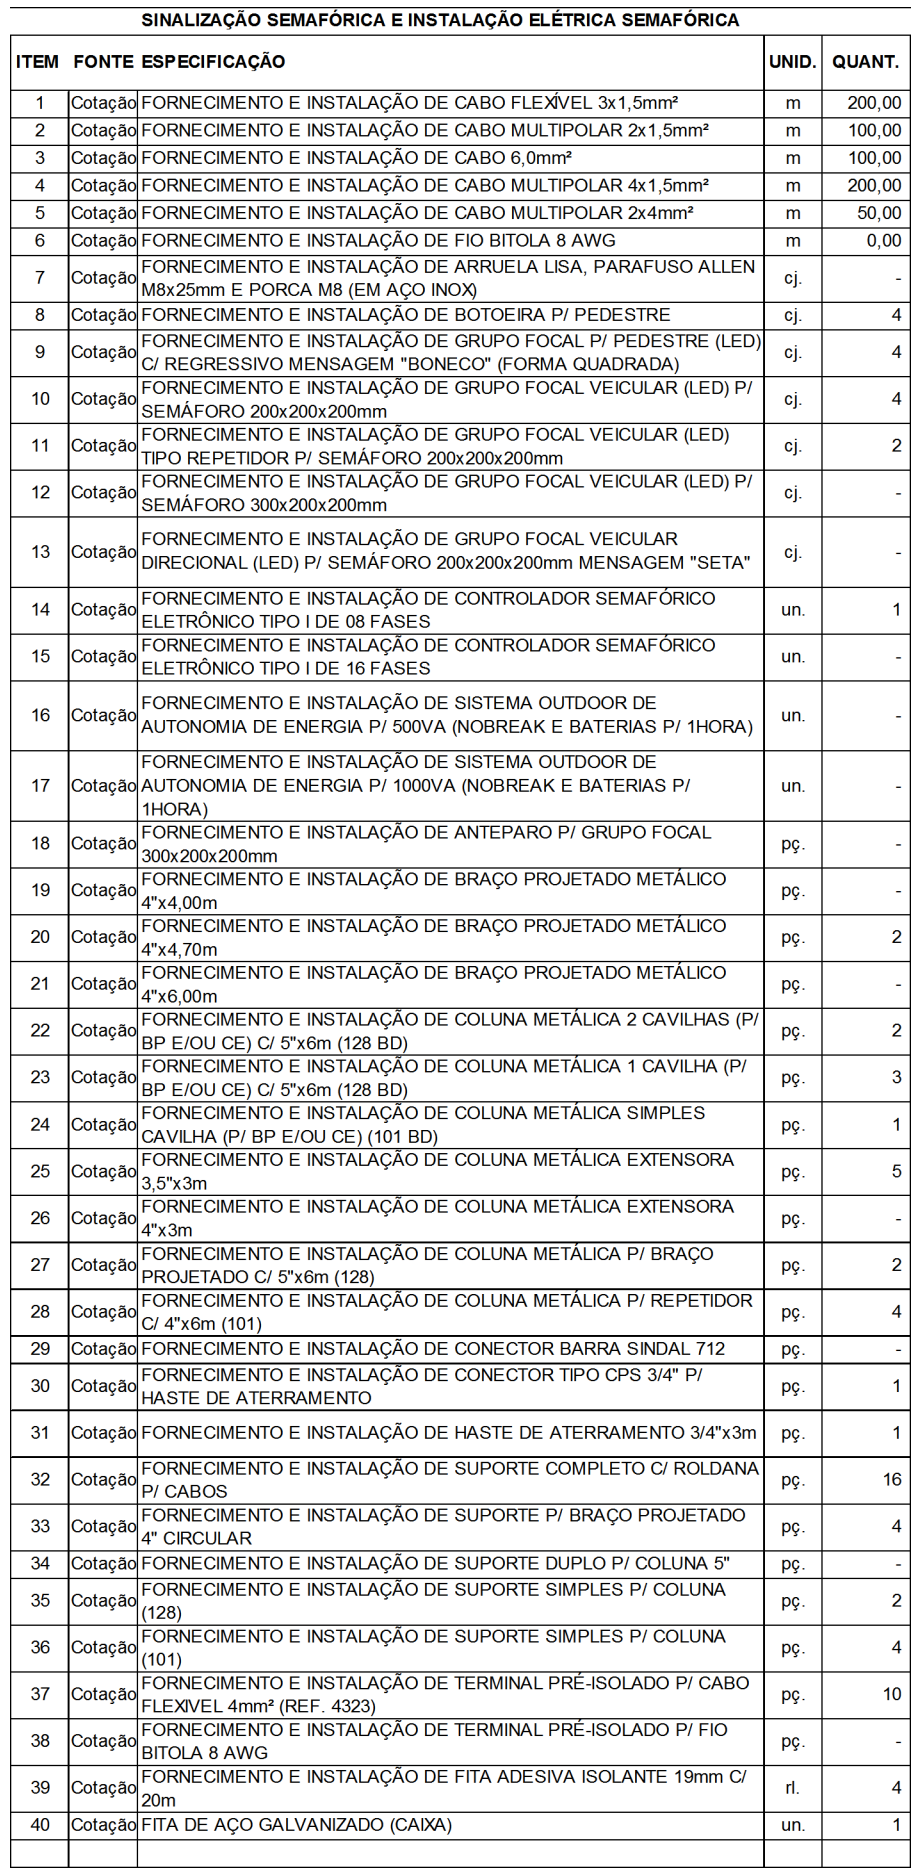 SINALIZAÇÃO SEMAFÓRICA E INSTALAÇÃO ELÉTRICA SEMAFÓRICA
ITEM FONTE ESPECIFICAÇÃO UNID. QUANT.
1 Cotação FORNECIMENTO E INSTALAÇÃO DE CABO FLEXÍVEL 3x1,5mm² m 200,00
2 Cotação FORNECIMENTO E INSTALAÇÃO DE CABO MULTIPOLAR 2x1,5mm² m 100,00
3 Cotação FORNECIMENTO E INSTALAÇÃO DE CABO 6,0mm² m 100,00
4 Cotação FORNECIMENTO E INSTALAÇÃO DE CABO MULTIPOLAR 4x1,5mm² m 200,00
5 Cotação FORNECIMENTO E INSTALAÇÃO DE CABO MULTIPOLAR 2x4mm² m 50,00
6 Cotação FORNECIMENTO E INSTALAÇÃO DE FIO BITOLA 8 AWG m 0,00
7 Cotação FORNECIMENTO E INSTALAÇÃO DE ARRUELA LISA, PARAFUSO ALLEN
M8x25mm E PORCA M8 (EM AÇO INOX) cj. -
8 Cotação FORNECIMENTO E INSTALAÇÃO DE BOTOEIRA P/ PEDESTRE cj. 4
9 Cotação FORNECIMENTO E INSTALAÇÃO DE GRUPO FOCAL P/ PEDESTRE (LED)
C/ REGRESSIVO MENSAGEM "BONECO" (FORMA QUADRADA) cj. 4
10 Cotação FORNECIMENTO E INSTALAÇÃO DE GRUPO FOCAL VEICULAR (LED) P/
SEMÁFORO 200x200x200mm cj. 4
11 Cotação FORNECIMENTO E INSTALAÇÃO DE GRUPO FOCAL VEICULAR (LED)
TIPO REPETIDOR P/ SEMÁFORO 200x200x200mm cj. 2
12 Cotação FORNECIMENTO E INSTALAÇÃO DE GRUPO FOCAL VEICULAR (LED) P/
SEMÁFORO 300x200x200mm cj. -
13 Cotação FORNECIMENTO E INSTALAÇÃO DE GRUPO FOCAL VEICULAR
DIRECIONAL (LED) P/ SEMÁFORO 200x200x200mm MENSAGEM "SETA" cj. -
14 Cotação FORNECIMENTO E INSTALAÇÃO DE CONTROLADOR SEMAFÓRICO
ELETRÔNICO TIPO I DE 08 FASES un. 1
15 Cotação FORNECIMENTO E INSTALAÇÃO DE CONTROLADOR SEMAFÓRICO
ELETRÔNICO TIPO I DE 16 FASES un. -
16 Cotação FORNECIMENTO E INSTALAÇÃO DE SISTEMA OUTDOOR DE
AUTONOMIA DE ENERGIA P/ 500VA (NOBREAK E BATERIAS P/ 1HORA) un. -
17 Cotação FORNECIMENTO E INSTALAÇÃO DE SISTEMA OUTDOOR DE
AUTONOMIA DE ENERGIA P/ 1000VA (NOBREAK E BATERIAS P/
1HORA) un. -
18 Cotação FORNECIMENTO E INSTALAÇÃO DE ANTEPARO P/ GRUPO FOCAL
300x200x200mm pç. -
19 Cotação FORNECIMENTO E INSTALAÇÃO DE BRAÇO PROJETADO METÁLICO
4"x4,00m pç. -
20 Cotação FORNECIMENTO E INSTALAÇÃO DE BRAÇO PROJETADO METÁLICO
4"x4,70m pç. 2
21 Cotação FORNECIMENTO E INSTALAÇÃO DE BRAÇO PROJETADO METÁLICO
4"x6,00m pç. -
22 Cotação FORNECIMENTO E INSTALAÇÃO DE COLUNA METÁLICA 2 CAVILHAS (P/
BP E/OU CE) C/ 5"x6m (128 BD) pç. 2
23 Cotação FORNECIMENTO E INSTALAÇÃO DE COLUNA METÁLICA 1 CAVILHA (P/
BP E/OU CE) C/ 5"x6m (128 BD) pç. 3
24 Cotação FORNECIMENTO E INSTALAÇÃO DE COLUNA METÁLICA SIMPLES
CAVILHA (P/ BP E/OU CE) (101 BD) pç. 1
25 Cotação FORNECIMENTO E INSTALAÇÃO DE COLUNA METÁLICA EXTENSORA
3,5"x3m pç. 5
26 Cotação FORNECIMENTO E INSTALAÇÃO DE COLUNA METÁLICA EXTENSORA
4"x3m pç. -
27 Cotação FORNECIMENTO E INSTALAÇÃO DE COLUNA METÁLICA P/ BRAÇO
PROJETADO C/ 5"x6m (128) pç. 2
28 Cotação FORNECIMENTO E INSTALAÇÃO DE COLUNA METÁLICA P/ REPETIDOR
C/ 4"x6m (101) pç. 4
29 Cotação FORNECIMENTO E INSTALAÇÃO DE CONECTOR BARRA SINDAL 712 pç. -
30 Cotação FORNECIMENTO E INSTALAÇÃO DE CONECTOR TIPO CPS 3/4" P/
HASTE DE ATERRAMENTO pç. 1
31 Cotação FORNECIMENTO E INSTALAÇÃO DE HASTE DE ATERRAMENTO 3/4"x3m pç. 1
32 Cotação FORNECIMENTO E INSTALAÇÃO DE SUPORTE COMPLETO C/ ROLDANA
P/ CABOS pç. 16
33 Cotação FORNECIMENTO E INSTALAÇÃO DE SUPORTE P/ BRAÇO PROJETADO
4" CIRCULAR pç. 4
34 Cotação FORNECIMENTO E INSTALAÇÃO DE SUPORTE DUPLO P/ COLUNA 5" pç. -
35 Cotação FORNECIMENTO E INSTALAÇÃO DE SUPORTE SIMPLES P/ COLUNA
(128) pç. 2
36 Cotação FORNECIMENTO E INSTALAÇÃO DE SUPORTE SIMPLES P/ COLUNA
(101) pç. 4
37 Cotação FORNECIMENTO E INSTALAÇÃO DE TERMINAL PRÉ-ISOLADO P/ CABO
FLEXIVEL 4mm² (REF. 4323) pç. 10
38 Cotação FORNECIMENTO E INSTALAÇÃO DE TERMINAL PRÉ-ISOLADO P/ FIO
BITOLA 8 AWG pç. -
39 Cotação FORNECIMENTO E INSTALAÇÃO DE FITA ADESIVA ISOLANTE 19mm C/
20m rl. 4
40 Cotação FITA DE AÇO GALVANIZADO (CAIXA) un. 1